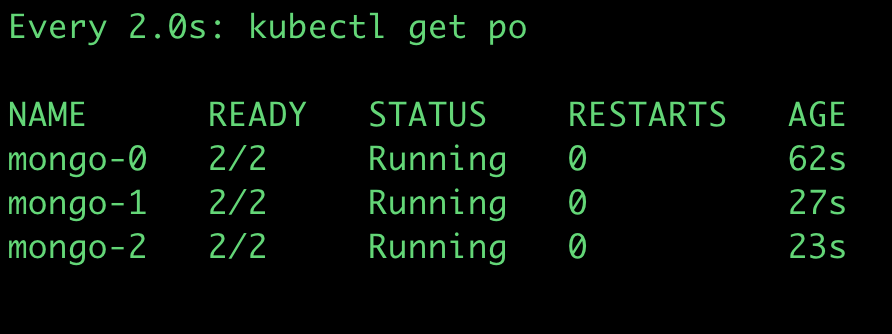 Every 2.0s: kubectl get po
NAME READY STATUS RESTARTS AGE
mongo-0 2/2 Running 0 62s
mongo-1 2/2 Running 0 27s
mongo-2 2/2 Running 0 23s